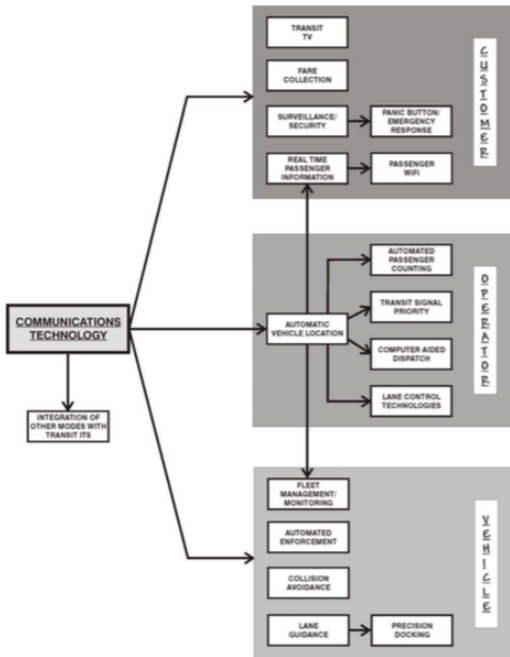 TRANSIT
TV
FARE
COLLECTION
SURVEILLANCE/
SECURITY
PANIC BUTTON/
EMERGENCY
RESPONSE
REAL TIME
PASSENGER
INFORMATION
PASSENGER
WiFi
CUSTOMER
AUTOMATED
PASSENGER
COUNTING
TRANSIT SIGNAL
PRIORITY
AUTOMATIC
VEHICLE LOCATION
COMPUTER AIDED
DISPATCH
LANE CONTROL
TECHNOLOGIES
OPERATOR
COMMUNICATIONS
TECHNOLOGY
INTEGRATION OF
OTHER MODES WITH
TRANSIT ITS
FLEET
MANAGEMENT/
MONITORING
AUTOMATED
ENFORCEMENT
COLLISION
AVOIDANCE
LANE
GUIDANCE
PRECISION
DOCKING
VEHICLE